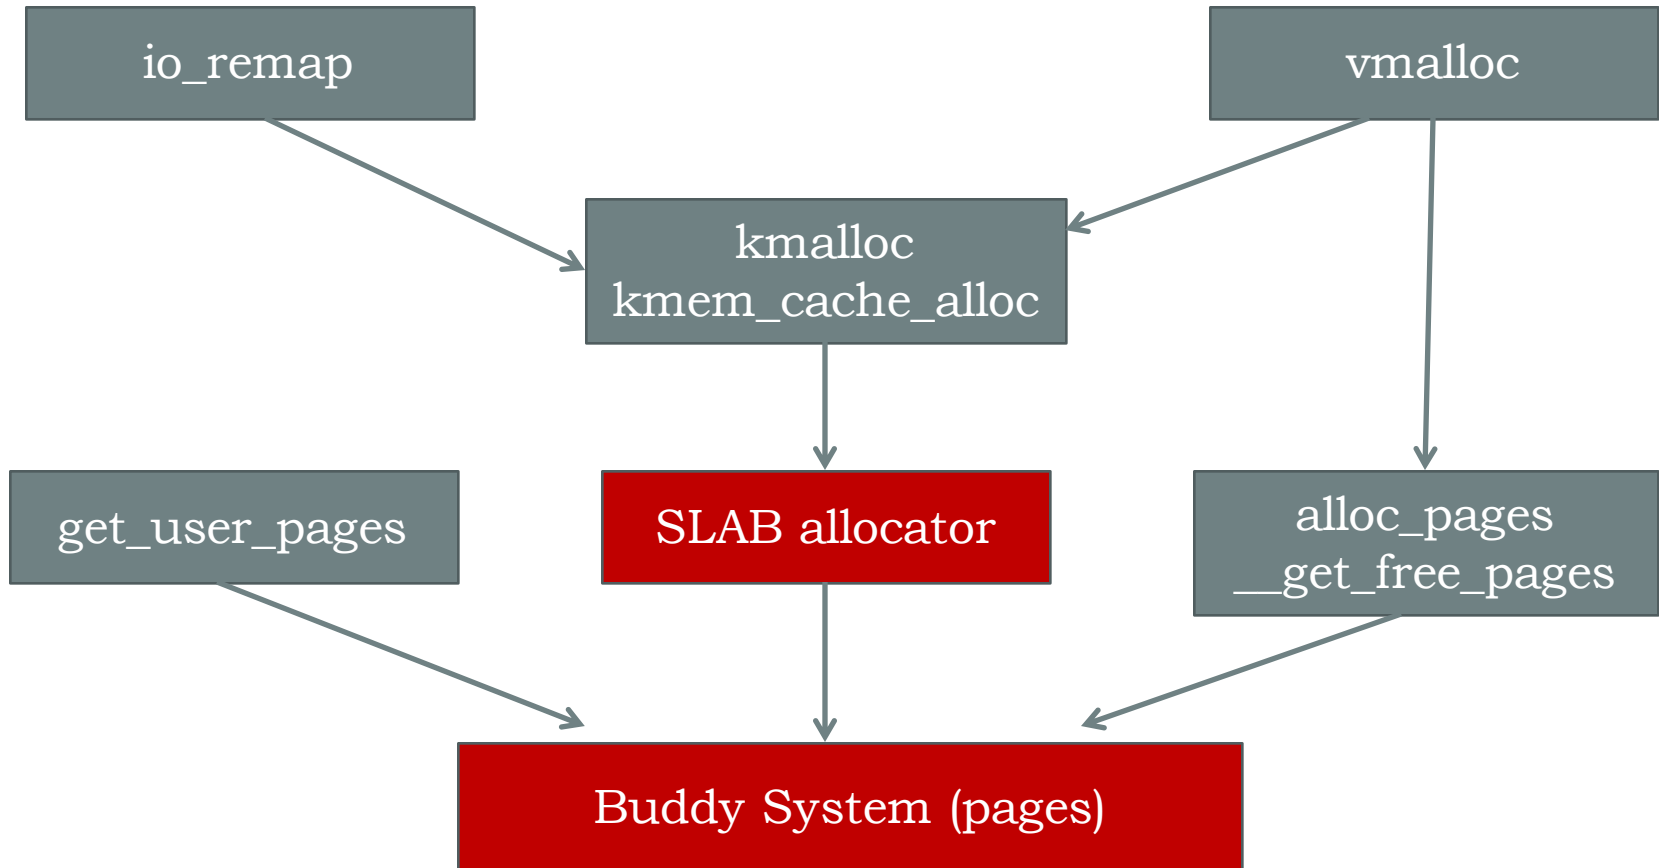 io_remap
vmalloc
kmalloc
kmem_cache_alloc
get_user_pages
SLAB allocator
alloc_pages
__get_free_pages
Buddy System (pages)